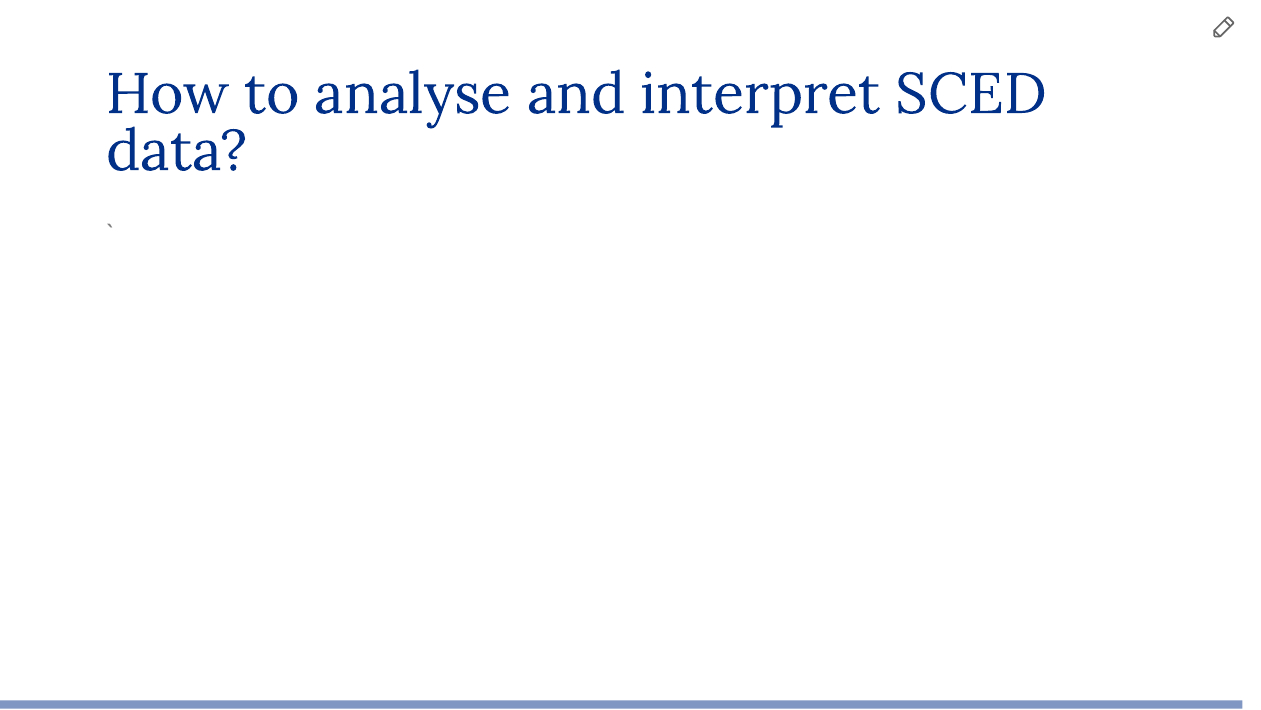 How to analyse and interpret SCED
data?
`